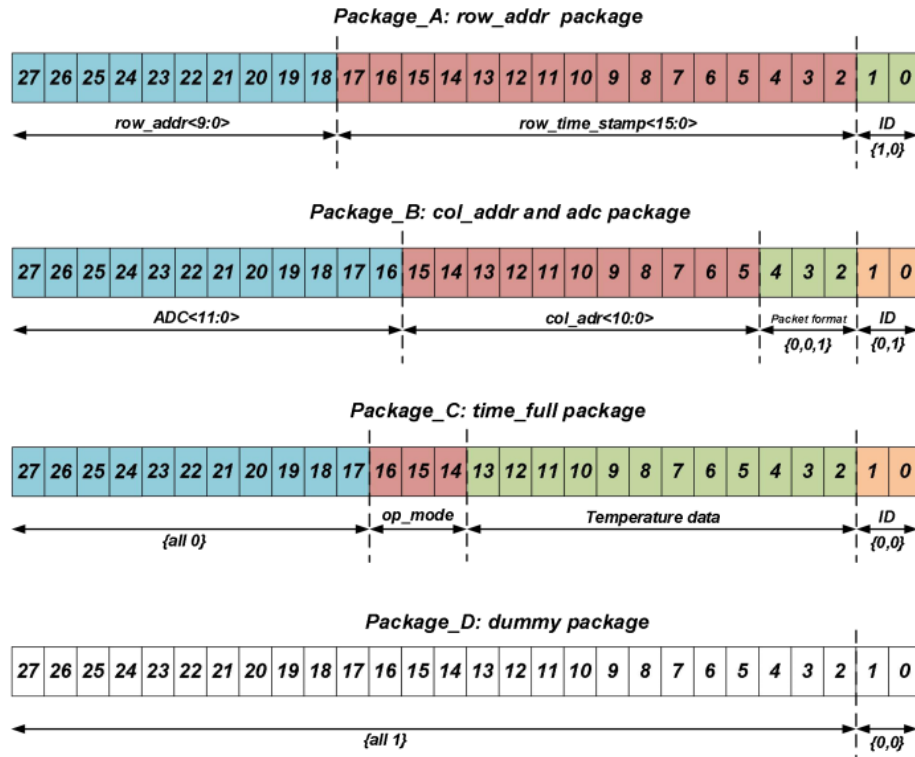 Package_A: row_addr package
27 26 25 24 23 22 21 20 19 18 17 16 15 14 13 12 11 10 9 8 7 6 5 4 3 2 1 0
row_addr<9:0> row_time_stamp<15:0> ID
{1,0}
Package_B: col_addr and adc package
27 26 25 24 23 22 21 20 19 18 17 16 15 14 13 12 11 10 9 8 7 6 5 4 3 2 1 0
ADC<11:0> col_adr<10:0> Packet format ID
{0,0,1} {0,1}
Package_C: time_full package
27 26 25 24 23 22 21 20 19 18 17 16 15 14 13 12 11 10 9 8 7 6 5 4 3 2 1 0
op_mode Temperature data ID
{all 0} {0,0}
Package_D: dummy package
27 26 25 24 23 22 21 20 19 18 17 16 15 14 13 12 11 10 9 8 7 6 5 4 3 2 1 0
{all 1} {0,0}